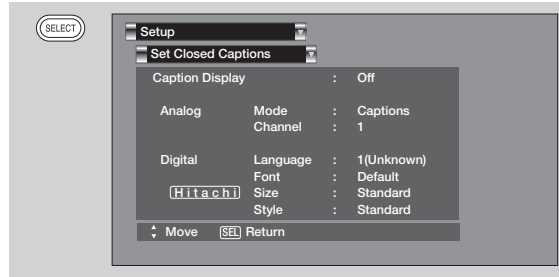 SELECT
Setup
Set Closed Captions
Caption Display : Off
Analog Mode : Captions
Channel : 1
Digital Language : 1(Unknown)
Font : Default
Hitachi Size : Standard
Style : Standard
Move SEL Return